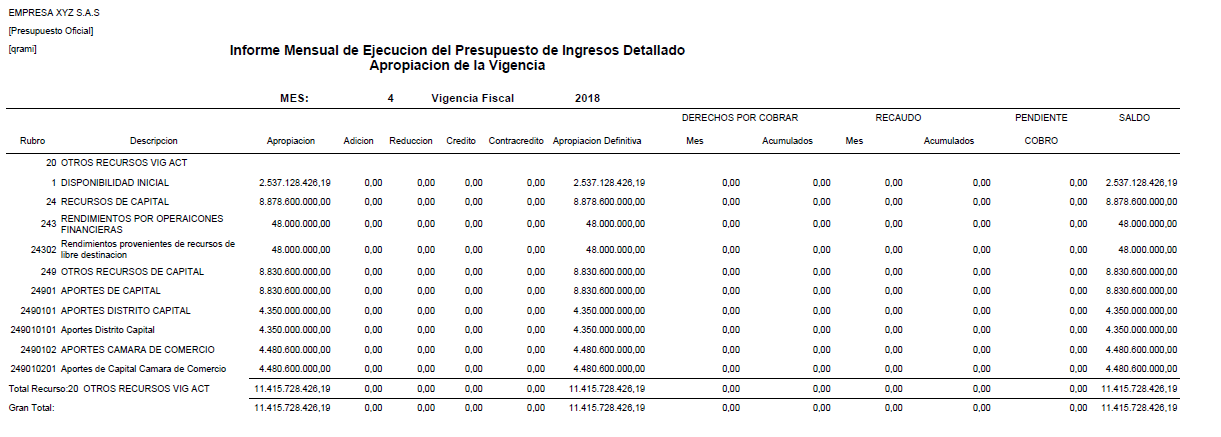 EMPRESA XYZ S.A.S
[Presupuesto Oficial]
[qrami]
Informe Mensual de Ejecucion del Presupuesto de Ingresos Detallado
Apropiacion de la Vigencia
MES: 4 Vigencia Fiscal 2018
DERECHOS POR COBRAR RECAUDO PENDIENTE SALDO
Rubro Descripcion Apropiacion Adicion Reduccion Credito Contracredito Apropiacion Definitiva Mes Acumulados Mes Acumulados COBRO
20 OTROS RECURSOS VIG ACT
1 DISPONIBILIDAD INICIAL 2.537.128.426,19 0,00 0,00 0,00 0,00 2.537.128.426,19 0,00 0,00 0,00 0,00 0,00 2.537.128.426,19
24 RECURSOS DE CAPITAL 8.878.600.000,00 0,00 0,00 0,00 0,00 8.878.600.000,00 0,00 0,00 0,00 0,00 0,00 8.878.600.000,00
243 RENDIMIENTOS POR OPERAICONES
FINANCIERAS 48.000.000,00 0,00 0,00 0,00 0,00 48.000.000,00 0,00 0,00 0,00 0,00 0,00 48.000.000,00
24302 Rendimientos provenientes de recursos de
libre destinacion 48.000.000,00 0,00 0,00 0,00 0,00 48.000.000,00 0,00 0,00 0,00 0,00 0,00 48.000.000,00
249 OTROS RECURSOS DE CAPITAL 8.830.600.000,00 0,00 0,00 0,00 0,00 8.830.600.000,00 0,00 0,00 0,00 0,00 0,00 8.830.600.000,00
24901 APORTES DE CAPITAL 8.830.600.000,00 0,00 0,00 0,00 0,00 8.830.600.000,00 0,00 0,00 0,00 0,00 0,00 8.830.600.000,00
2490101 APORTES DISTRITO CAPITAL 4.350.000.000,00 0,00 0,00 0,00 0,00 4.350.000.000,00 0,00 0,00 0,00 0,00 0,00 4.350.000.000,00
249010101 Aportes Distrito Capital 4.350.000.000,00 0,00 0,00 0,00 0,00 4.350.000.000,00 0,00 0,00 0,00 0,00 0,00 4.350.000.000,00
2490102 APORTES CAMARA DE COMERCIO 4.480.600.000,00 0,00 0,00 0,00 0,00 4.480.600.000,00 0,00 0,00 0,00 0,00 0,00 4.480.600.000,00
249010201 Aportes de Capital Camara de Comercio 4.480.600.000,00 0,00 0,00 0,00 0,00 4.480.600.000,00 0,00 0,00 0,00 0,00 0,00 4.480.600.000,00
Total Recurso:20 OTROS RECURSOS VIG ACT 11.415.728.426,19 0,00 0,00 0,00 0,00 11.415.728.426,19 0,00 0,00 0,00 0,00 0,00 11.415.728.426,19
Gran Total: 11.415.728.426,19 0,00 0,00 0,00 0,00 11.415.728.426,19 0,00 0,00 0,00 0,00 0,00 11.415.728.426,19